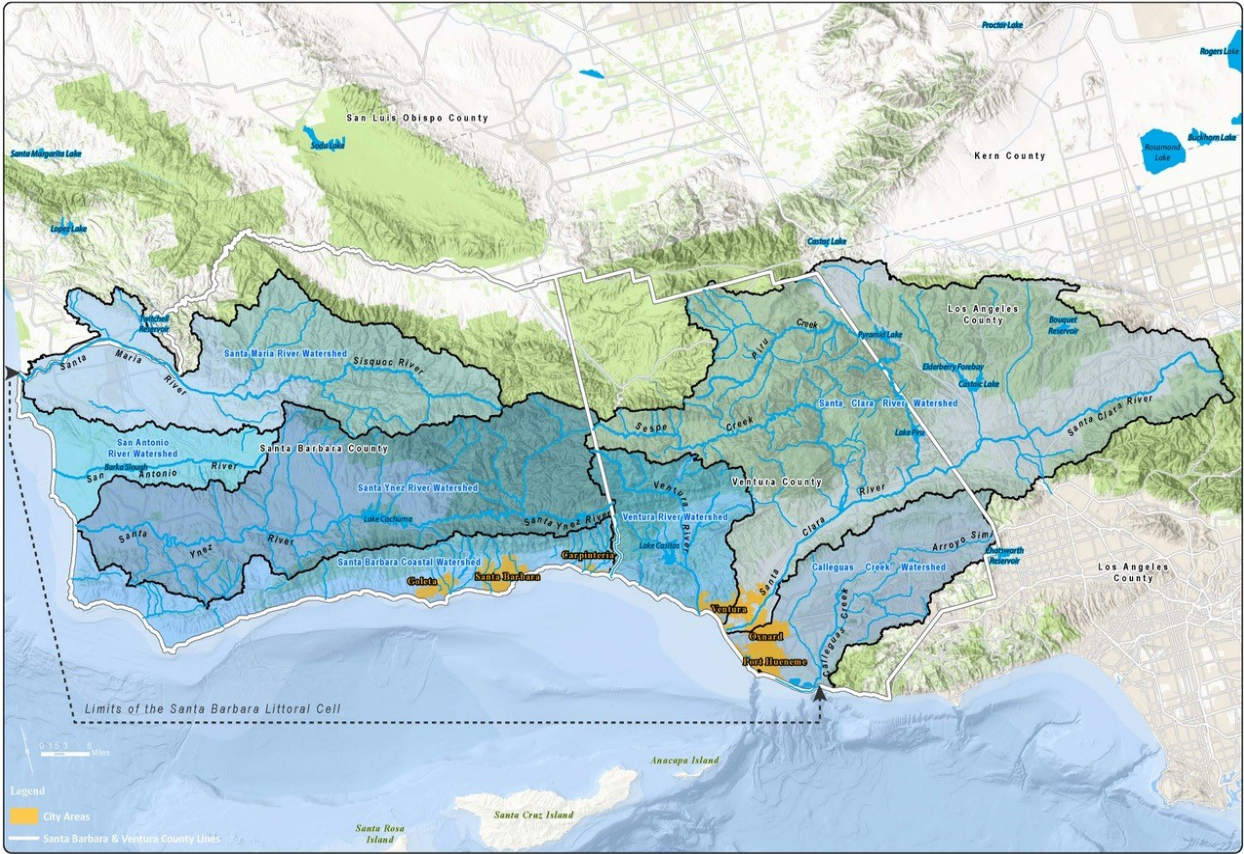 Proctor Lake
Rogers Lake
San Luis Obispo County
Soda Lake
Santa Margarita Lake
Buckhorn Lake
Rosamond
Lake
Kern County
Lopez Lake
Castac Lake
Twitchell
Reservoir
Los Angeles
County
Bouquet
Reservoir
Piru Creek
Pyramid Lake
Santa Maria River
Santa Maria River Watershed
Sisquoc River
Elderberry Forebay
Castaic Lake
Santa Clara River Watershed
Santa Clara River
Sespe Creek
Lake Piru
San Antonio
River Watershed
Barka Slough
San Antonio River
Santa Barbara County
Santa Ynez River Watershed
Ventura County
Ventura River
Ventura River Watershed
Lake Cachuma
Santa Ynez River
Santa Ynez River
Santa Clara River
Lake Casitas
Arroyo Simi
Chatsworth
Reservoir
Carpinteria
Santa Barbara Coastal Watershed
Goleta
Santa Barbara
Calleguas Creek Watershed
Los Angeles
County
Calleguas Creek
Ventura
Oxnard
Port Hueneme
Limits of the Santa Barbara Littoral Cell
0 1.5 3 6
Miles
Anacapa Island
Legend
City Areas
Santa Barbara & Ventura County Lines
Santa Cruz Island
Santa Rosa
Island